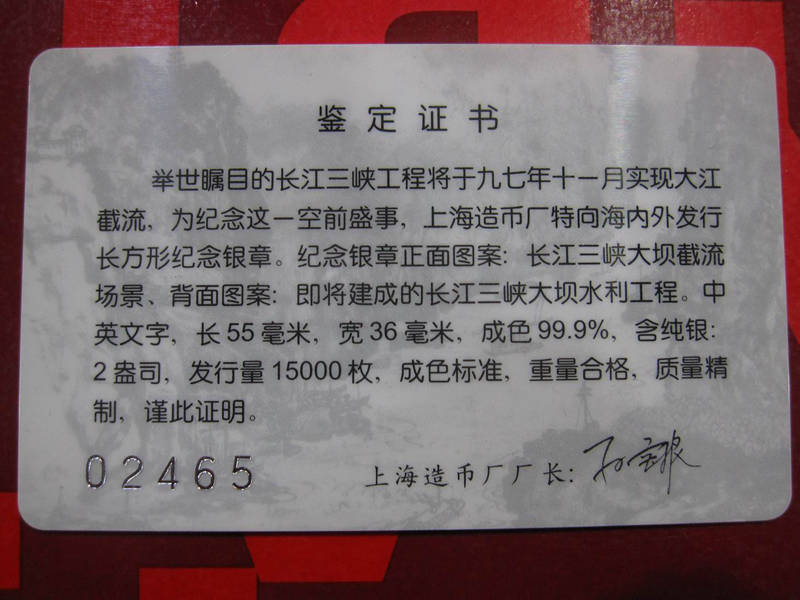 鉴定证书
举世瞩目的长江三峡工程将于九七年十一月实现大江
截流，为纪念这一空前盛事，上海造币厂特向海内外发行
长方形纪念银章。纪念银章正面图案：长江三峡大坝截流
场景、背面图案：即将建成的长江三峡大坝水利工程。中
英文字，长55毫米，宽36毫米，成色99.9%，含纯银：
2盎司，发行量15000枚，成色标准，重量合格，质量精
制，谨此证明。
02465
上海造币厂厂长：